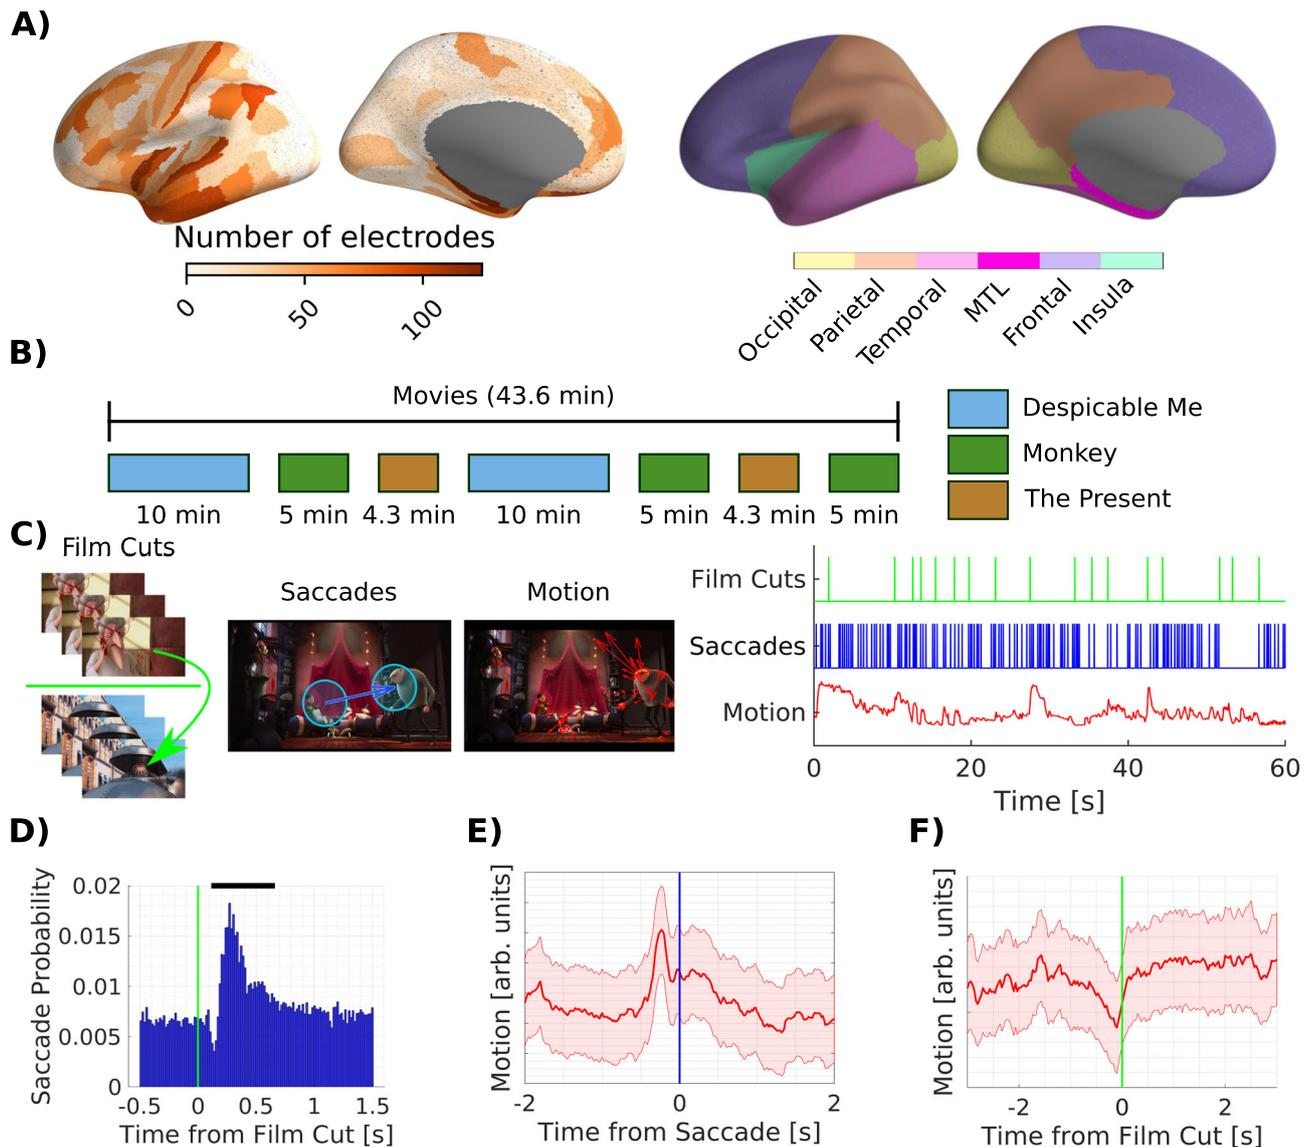 A)
Number of electrodes
0 50 100
Occipital
Parietal
Temporal
MTL
Frontal
Insula
B)
Movies (43.6 min)
10 min 5 min 4.3 min 10 min 5 min 4.3 min 5 min
Despicable Me
Monkey
The Present
C)
Film Cuts
Saccades
Motion
Film Cuts
Saccades
Motion
0 20 40 60
Time [s]
D)
Saccade Probability
0.02
0.015
0.01
0.005
0
-0.5 0 0.5 1 1.5
Time from Film Cut [s]
E)
Motion [arb. units]
-2 0 2
Time from Saccade [s]
F)
Motion [arb. units]
-2 0 2
Time from Film Cut [s]